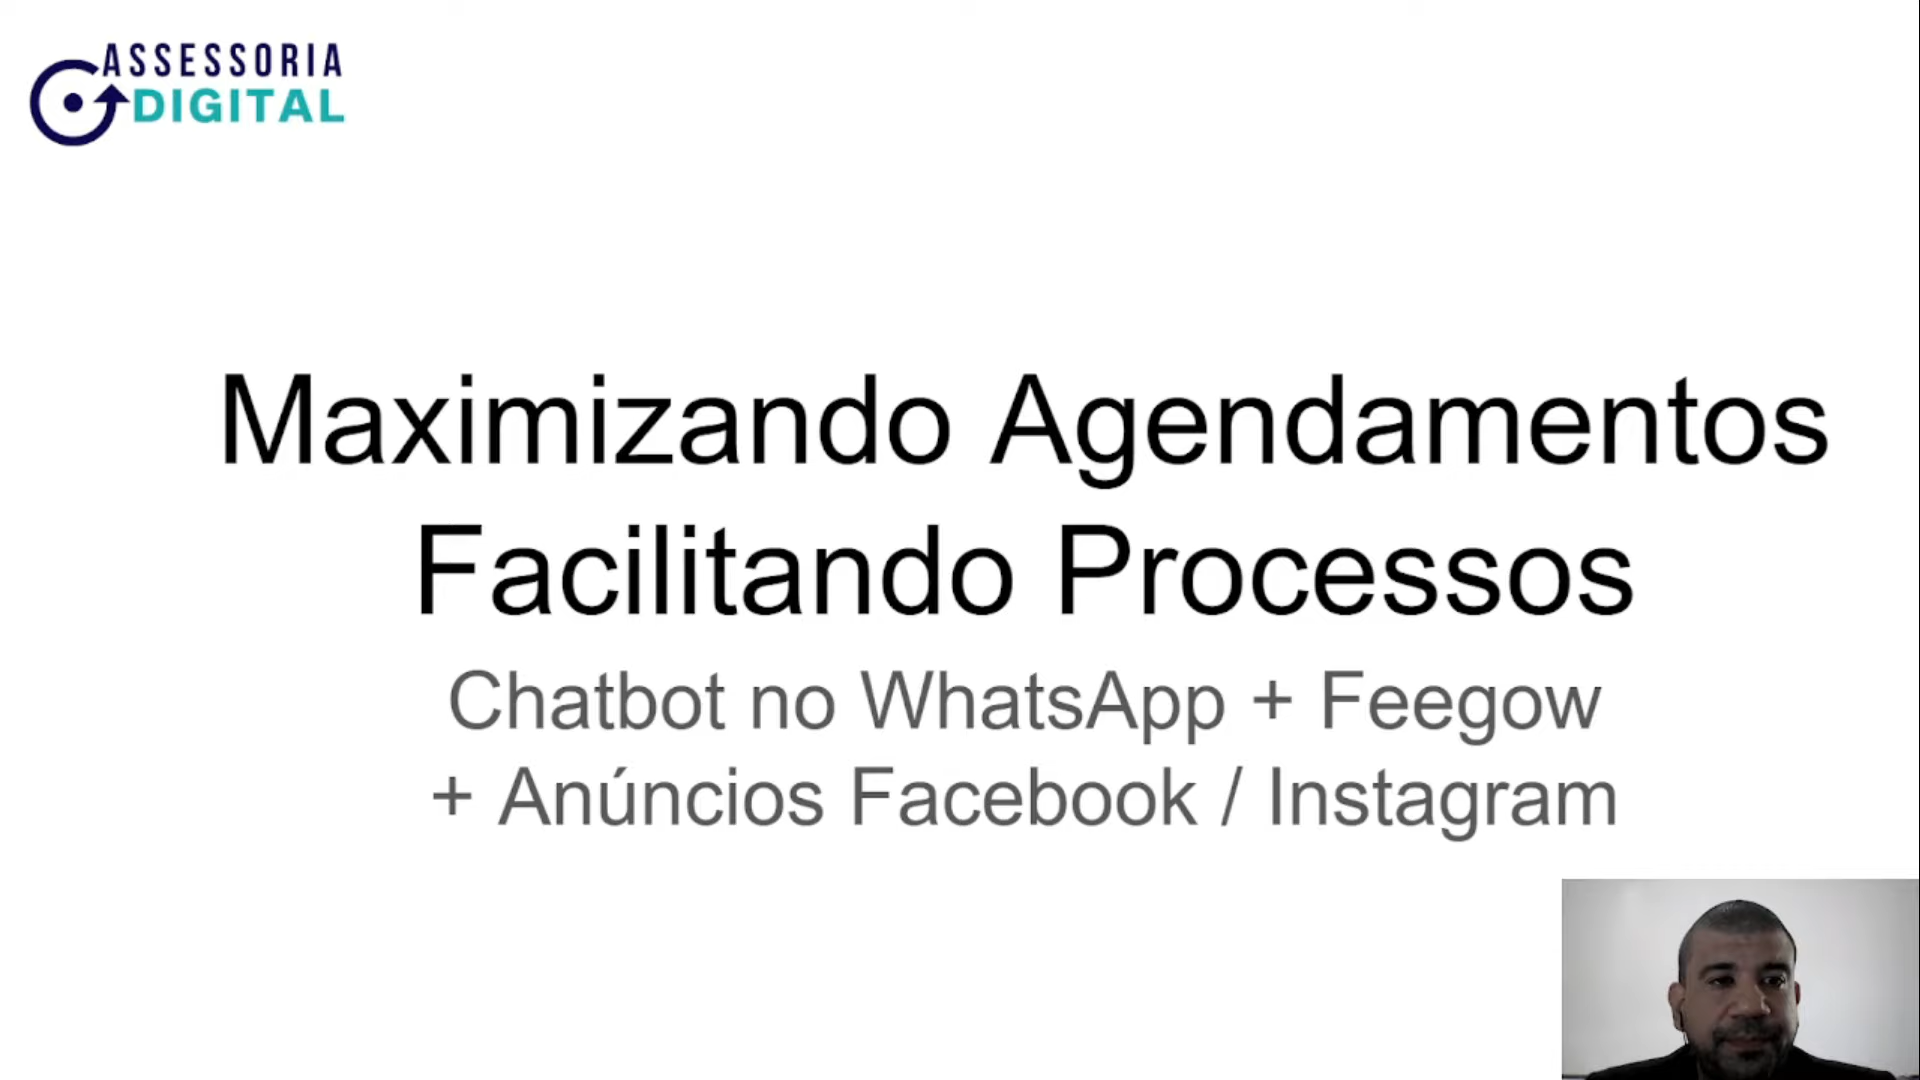 ASSESSORIA
DIGITAL
Maximizando Agendamentos
Facilitando Processos
Chatbot no WhatsApp + Feegow
+ Anúncios Facebook / Instagram